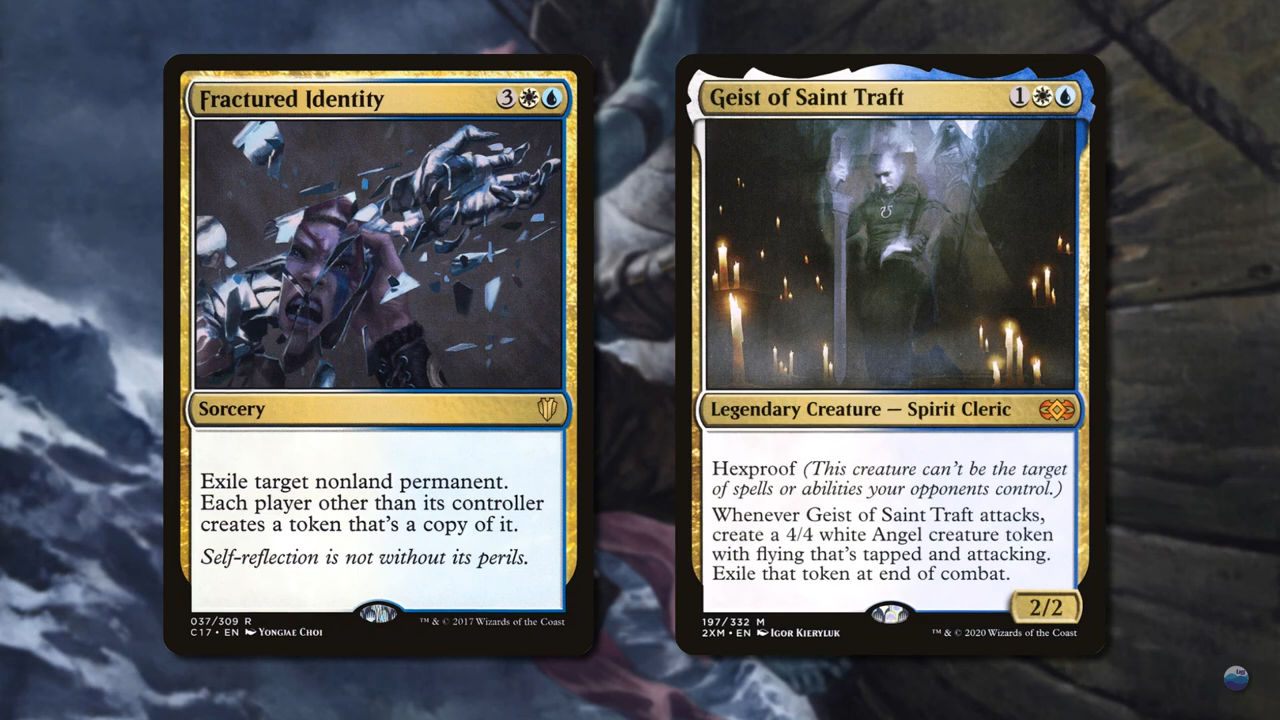 Fractured Identity 3
Sorcery
Exile target nonland permanent.
Each player other than its controller
creates a token that's a copy of it.
Self-reflection is not without its perils.
037/309 R
C17 • EN Yongjae Choi
™ & © 2017 Wizards of the Coast
Geist of Saint Traft 1
Legendary Creature — Spirit Cleric
Hexproof (This creature can't be the target
of spells or abilities your opponents control.)
Whenever Geist of Saint Traft attacks,
create a 4/4 white Angel creature token
with flying that's tapped and attacking.
Exile that token at end of combat.
2/2
197/332 M
2XM • EN Igor Kieryluk
™ & © 2020 Wizards of the Coast